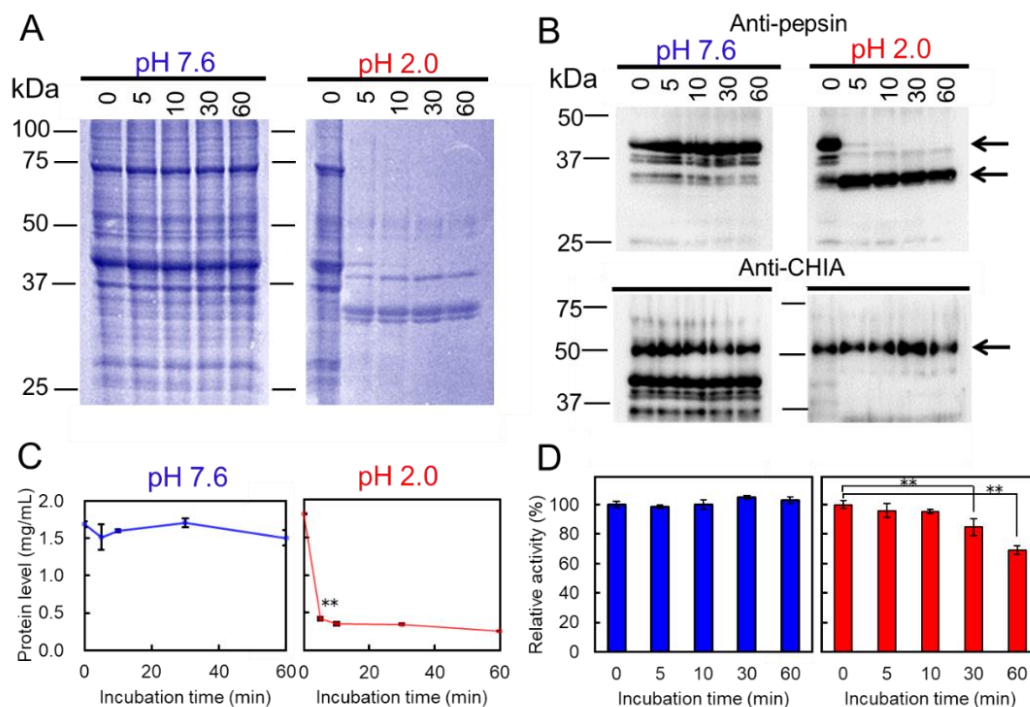 A
pH 7.6
pH 2.0
kDa
0 5 10 30 60
0 5 10 30 60
100
75
50
37
25
B
Anti-pepsin
pH 7.6
pH 2.0
kDa
0 5 10 30 60
0 5 10 30 60
50
37
25
Anti-CHIA
75
50
37
C
pH 7.6
pH 2.0
Protein level (mg/mL)
2.0
1.5
1.0
0.5
0.0
**
0 20 40 60
0 20 40 60
Incubation time (min)
Incubation time (min)
D
Relative activity (%)
100
80
60
40
20
0
**
**
0 5 10 30 60
0 5 10 30 60
Incubation time (min)
Incubation time (min)